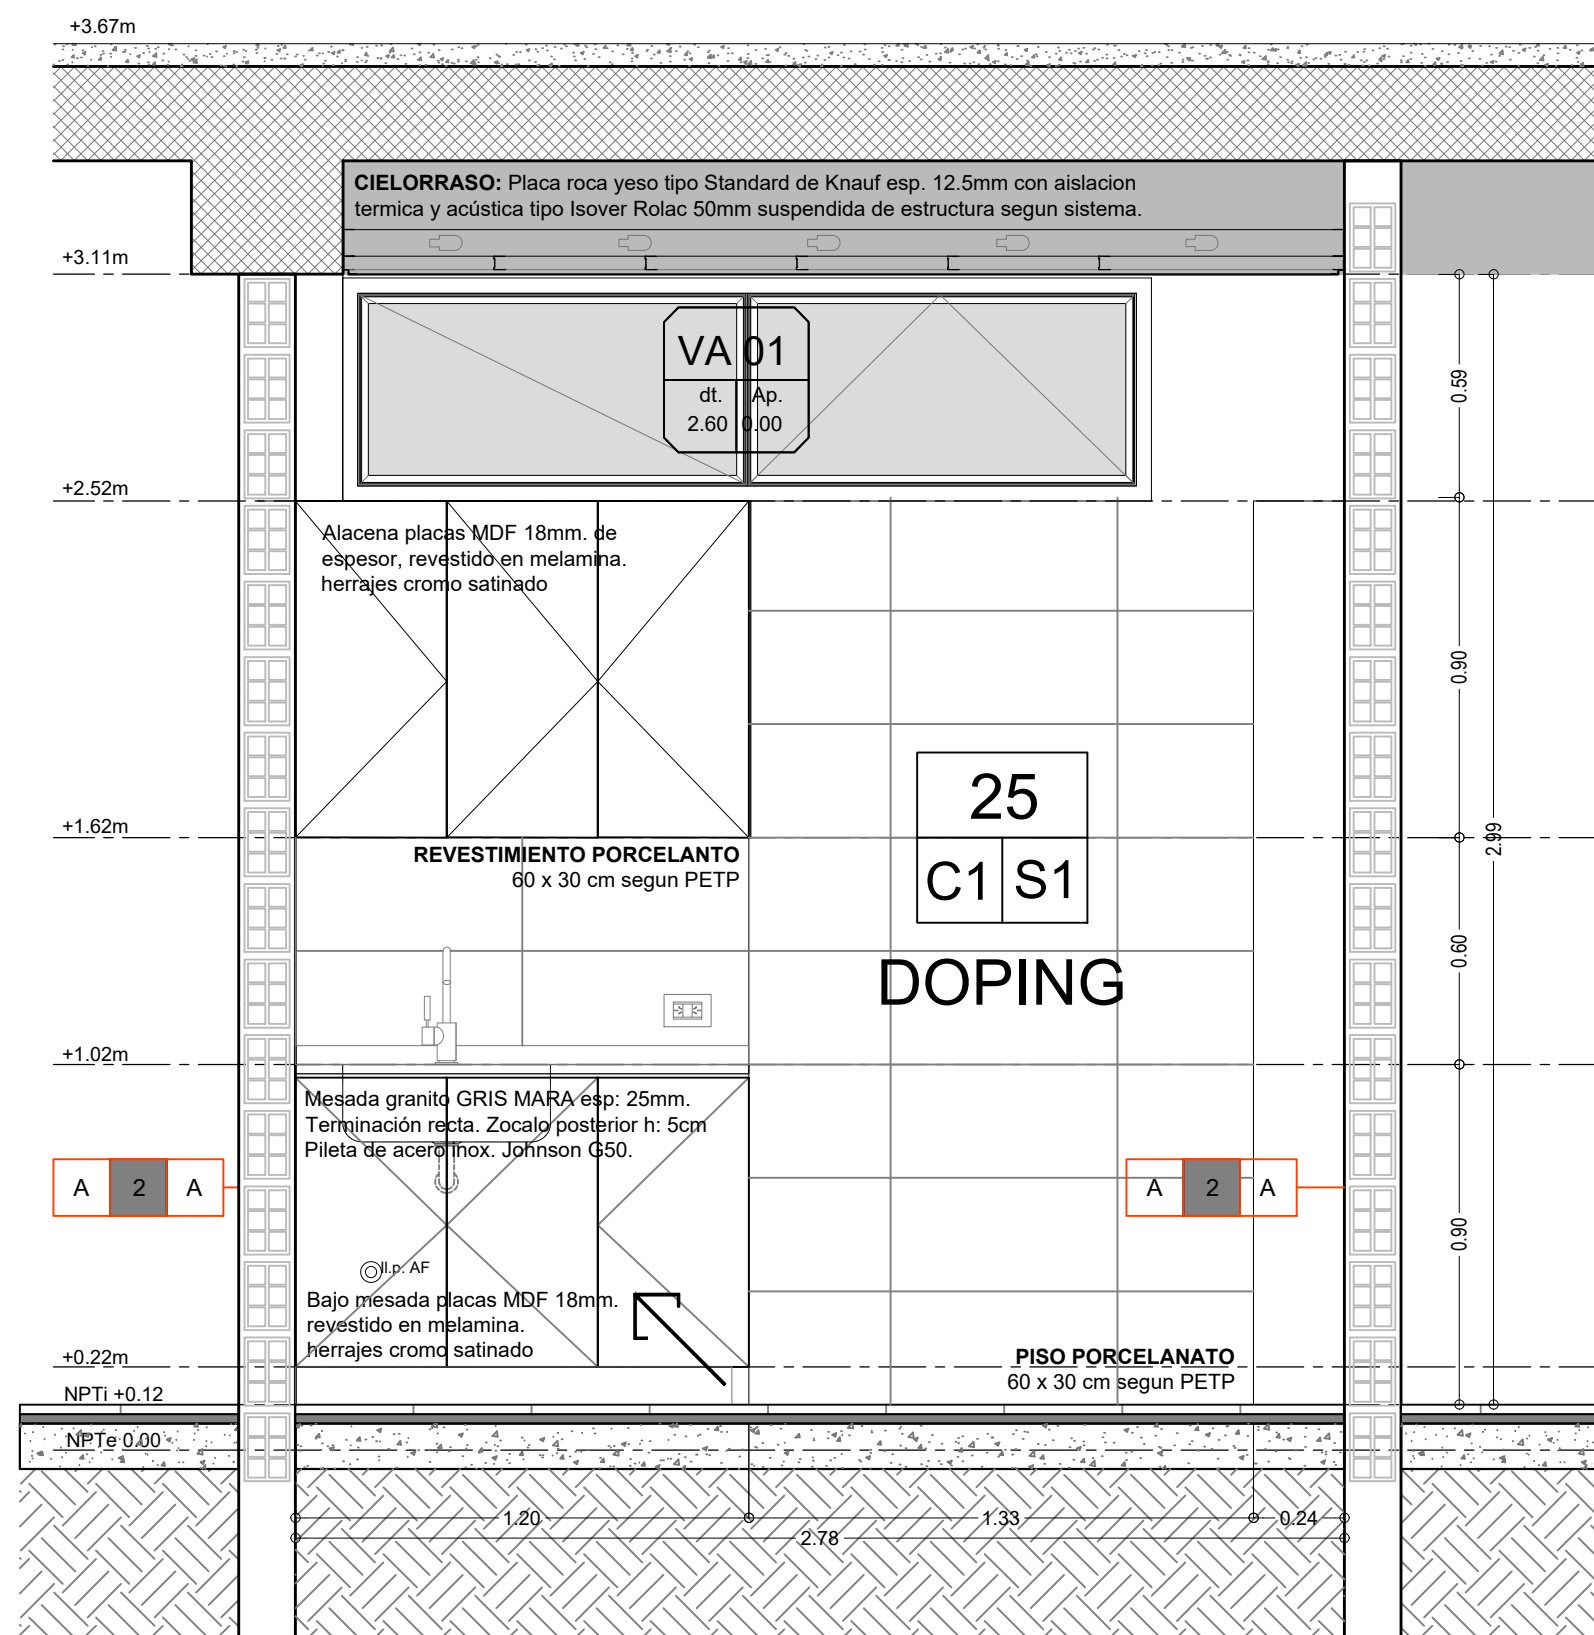 +3.67m
CIELORRASO: Placa roca yeso tipo Standard de Knauf esp. 12.5mm con aislacion
termica y acústica tipo Isover Rolac 50mm suspendida de estructura segun sistema.
+3.11m
VA 01
dt. Ap.
2.60 0.00
0.59
+2.52m
Alacena placas MDF 18mm. de
espesor, revestido en melamina.
herrajes cromo satinado
0.90
25
C1 S1
+1.62m
2.99
REVESTIMIENTO PORCELANTO
60 x 30 cm segun PETP
0.60
DOPING
+1.02m
Mesada granito GRIS MARA esp: 25mm.
Terminación recta. Zocalo posterior h: 5cm
Pileta de acero inox. Johnson G50.
A 2 A
A 2 A
0.90
ll.p. AF
Bajo mesada placas MDF 18mm.
revestido en melamina.
herrajes cromo satinado
+0.22m
PISO PORCELANATO
60 x 30 cm segun PETP
NPTi +0.12
NPTe 0.00
1.20 1.33 0.24
2.78